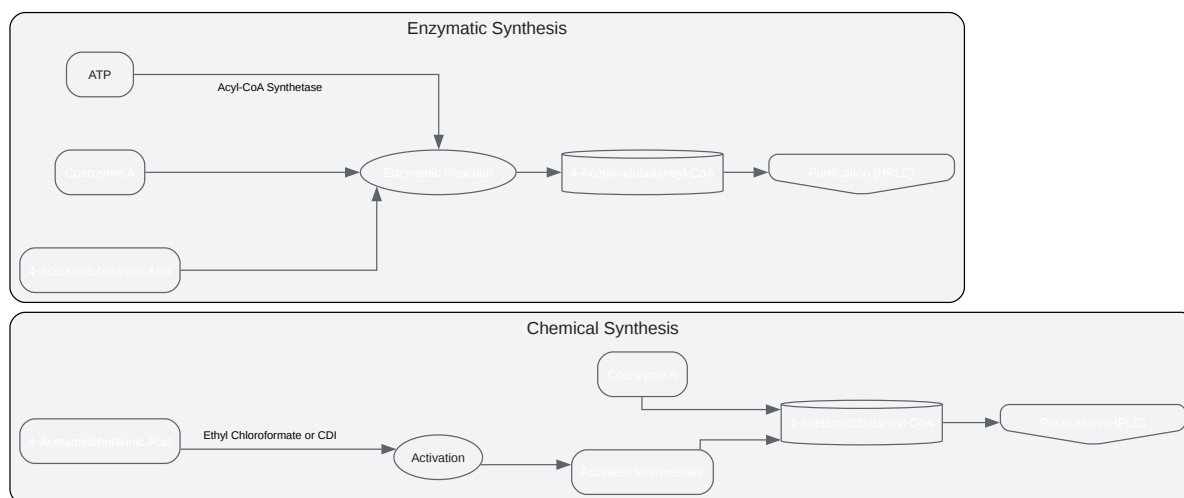 Enzymatic Synthesis
ATP
Acyl-CoA Synthetase
Coenzyme A
Enzymatic Reaction
4-Acetamidobutanoyl-CoA
Purification (HPLC)
4-Acetamidobutanoic Acid
Chemical Synthesis
Coenzyme A
4-Acetamidobutanoic Acid
Ethyl Chloroformate or CDI
Activation
Activated Intermediate
4-Acetamidobutanoyl-CoA
Purification (HPLC)